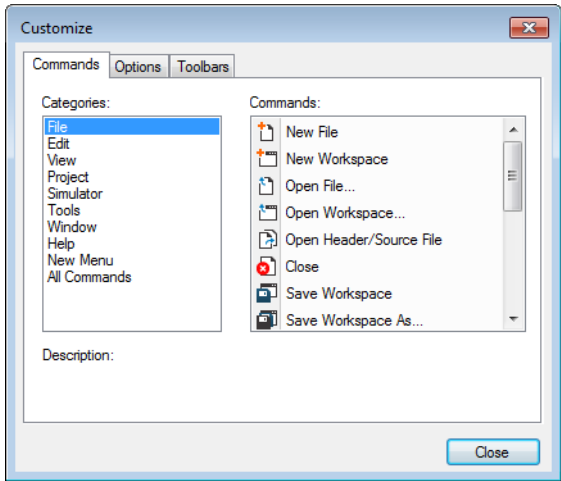 Customize
Commands Options Toolbars
Categories:
File
Edit
View
Project
Simulator
Tools
Window
Help
New Menu
All Commands
Commands:
New File
New Workspace
Open File...
Open Workspace...
Open Header/Source File
Close
Save Workspace
Save Workspace As...
Description:
Close